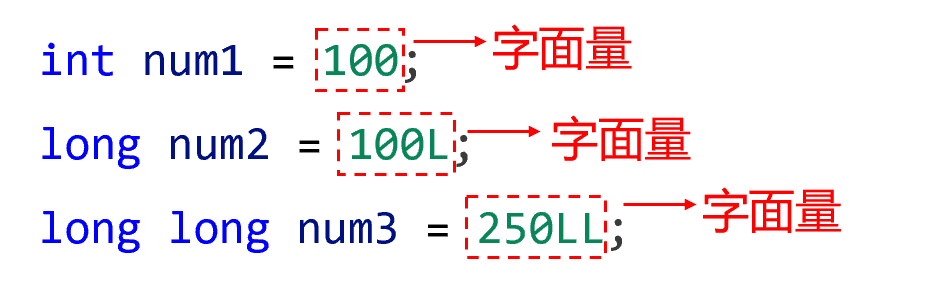 int num1 = 100; 字面量
long num2 = 100L; 字面量
long long num3 = 250LL; 字面量